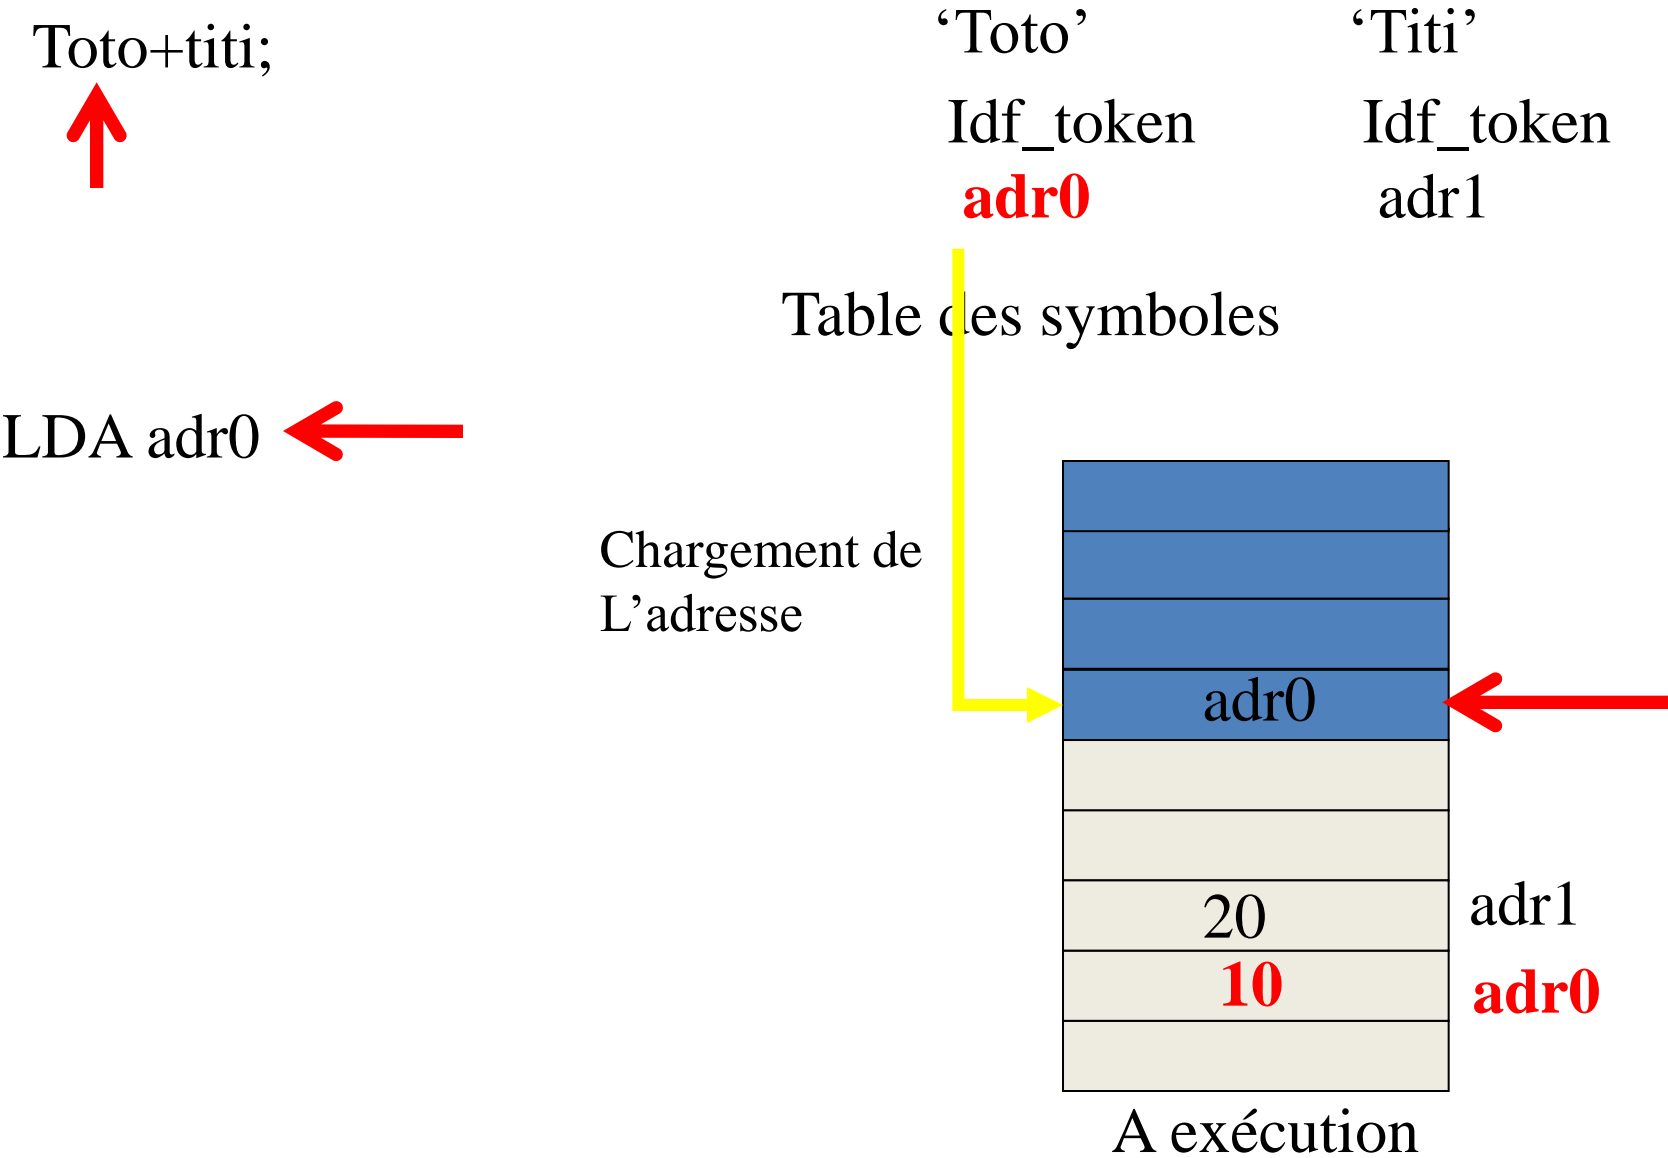 Toto+titi;
‘Toto’
‘Titi’
Idf_token
Idf_token
adr0
adr1
Table des symboles
LDA adr0
Chargement de
L’adresse
adr0
20
adr1
10
adr0
A exécution